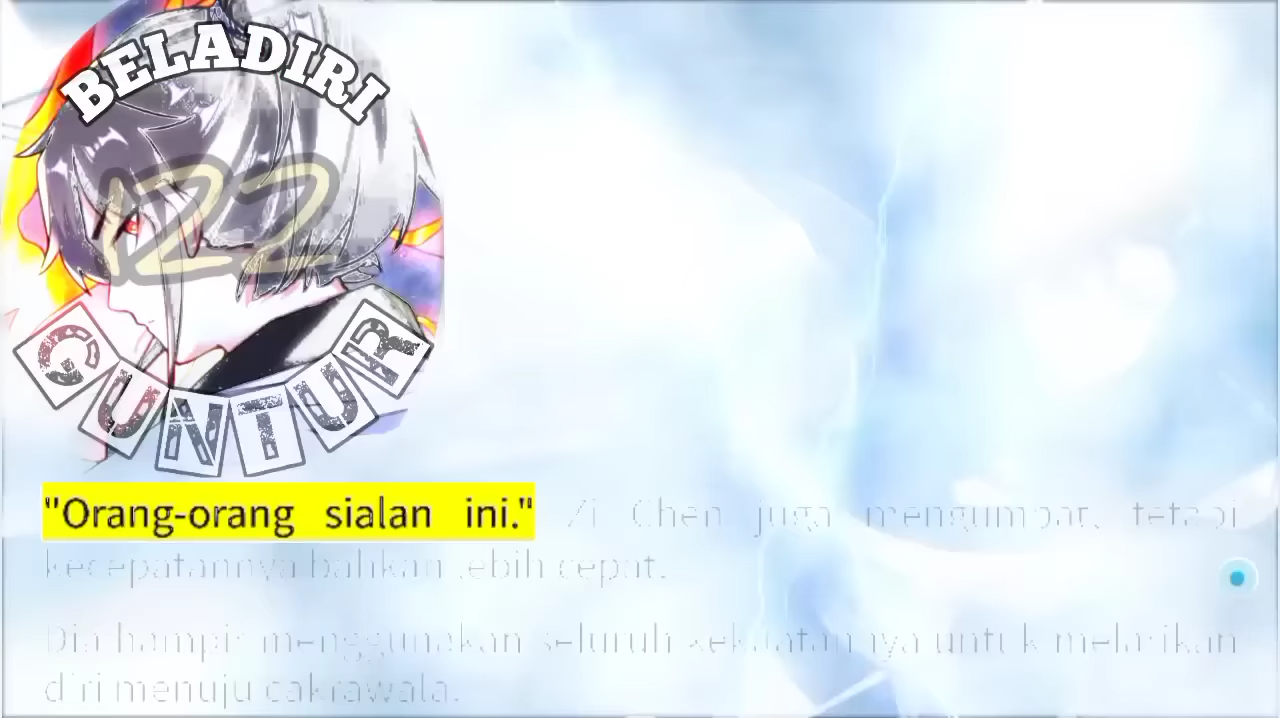 BELADIRI
122
GUNTUR
"Orang-orang sialan ini." Zi Chen juga mengumpat, tetapi
kecepatannya bahkan lebih cepat.
Dia hampir menggunakan seluruh kekuatannya untuk melarikan
diri menuju cakrawala.